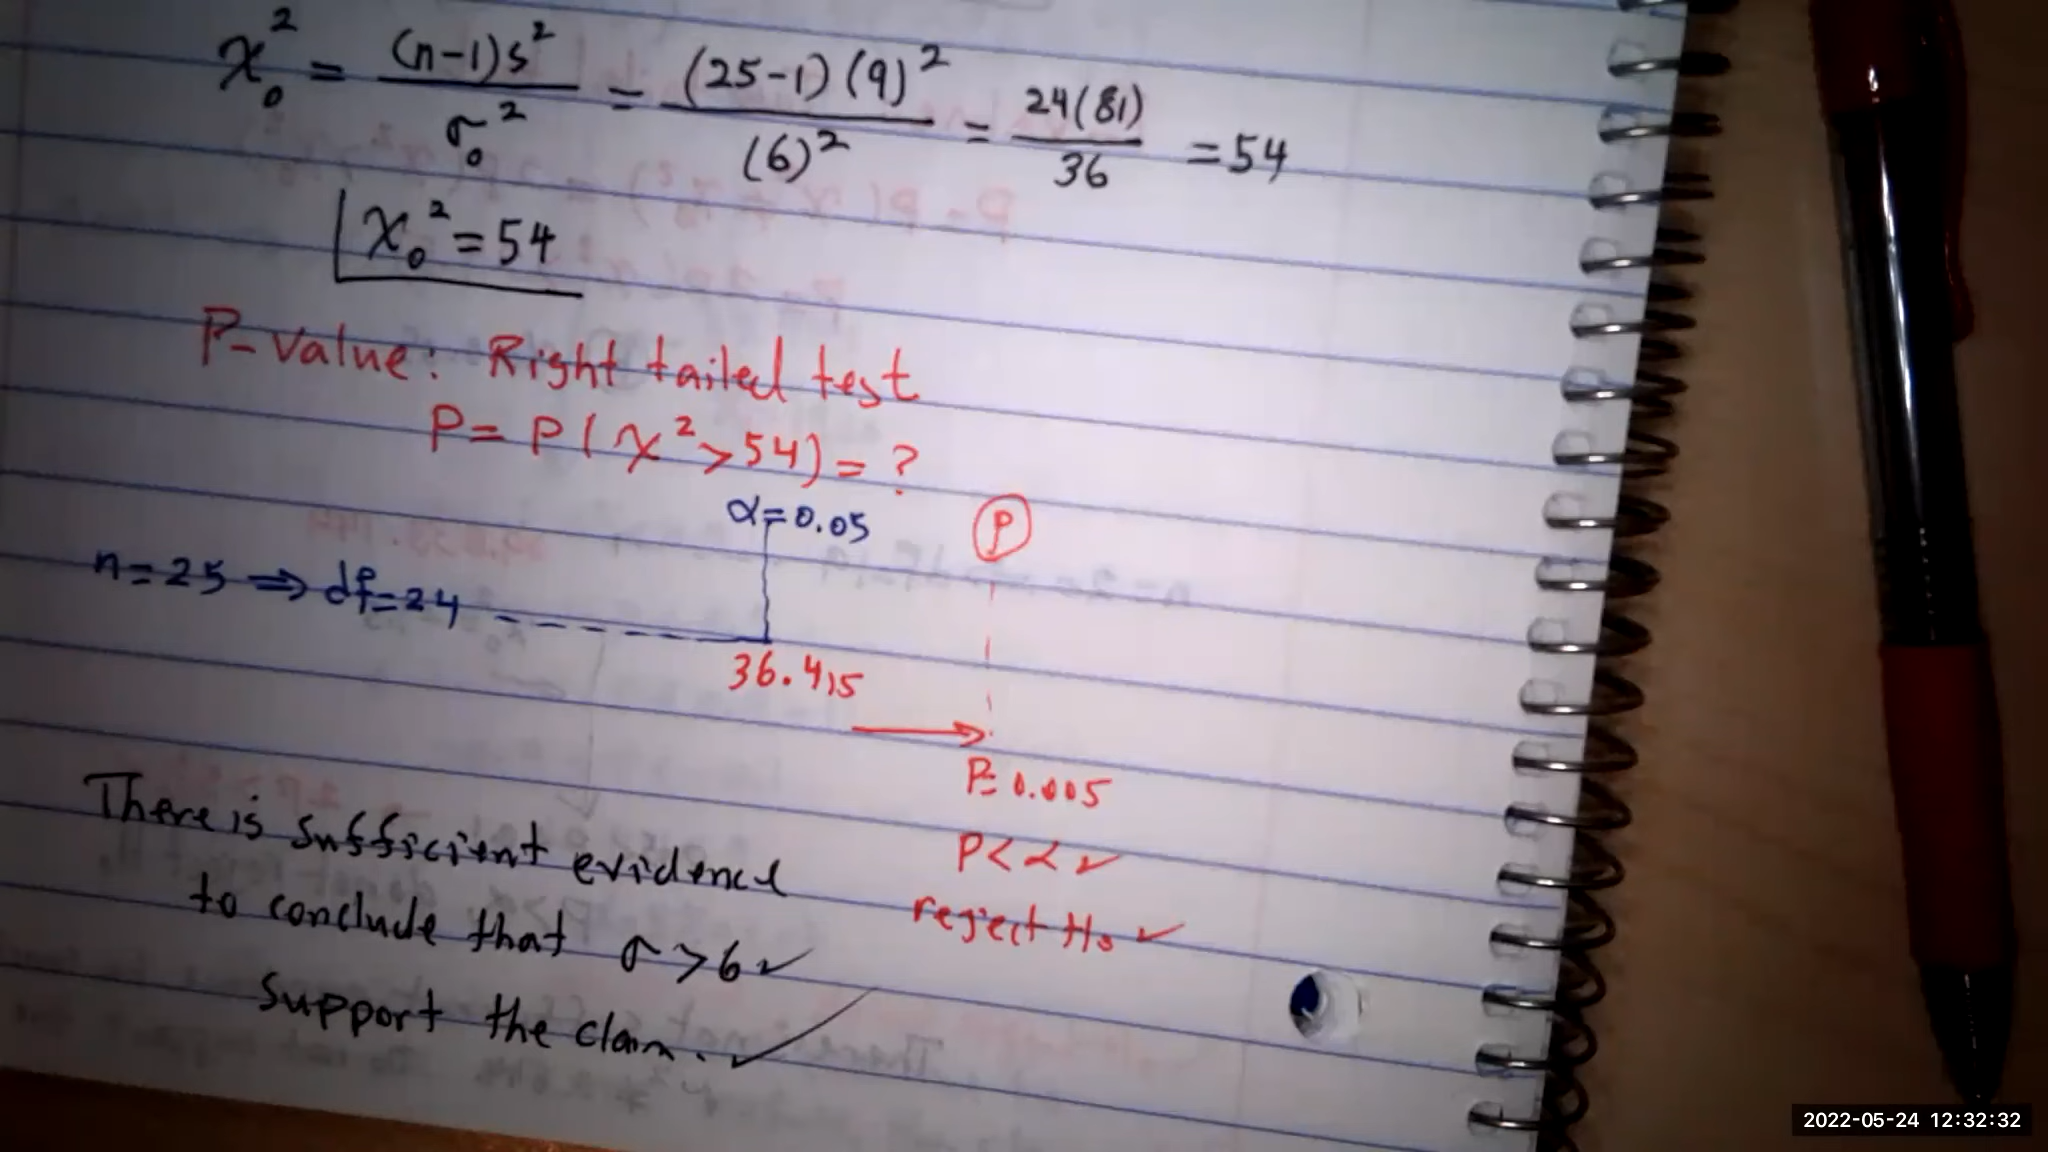 χ₀² = (n-1)s² / σ₀² = (25-1)(9)² / (6)² = 24(81) / 36 = 54
χ₀² = 54
P-value: Right tailed test
P = P(χ² > 54) = ?
α = 0.05
P
n = 25 ⇒ df = 24
36.415
P = 0.005
P < α ✓
reject H₀ ✓
There is sufficient evidence
to conclude that σ > 6 ✓
support the claim. ✓
2022-05-24 12:32:32